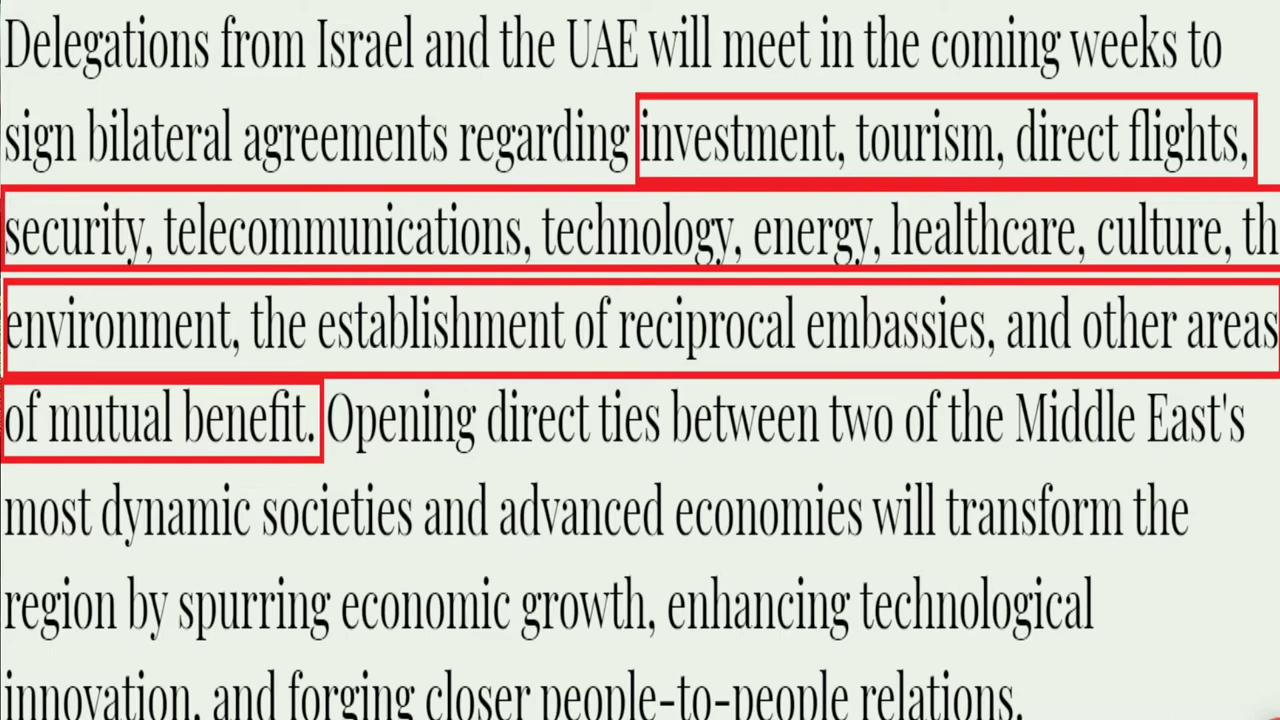 Delegations from Israel and the UAE will meet in the coming weeks to
sign bilateral agreements regarding investment, tourism, direct flights,
security, telecommunications, technology, energy, healthcare, culture, th
environment, the establishment of reciprocal embassies, and other areas
of mutual benefit. Opening direct ties between two of the Middle East's
most dynamic societies and advanced economies will transform the
region by spurring economic growth, enhancing technological
innovation, and forging closer people-to-people relations.